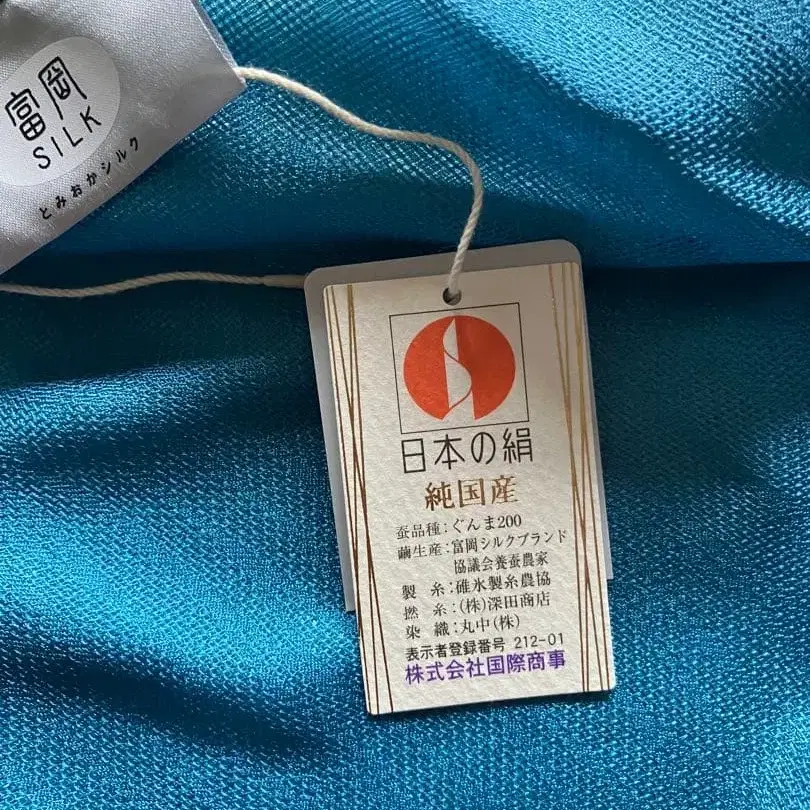 富岡
SILK
とみおかシルク
日本の絹
純国産
蚕品種:ぐんま200
繭生産:富岡シルクブランド
協議会養蚕農家
製 糸:碓氷製糸農協
撚 糸:(株)深田商店
染 織:丸中(株)
表示者登録番号 212-01
株式会社国際商事